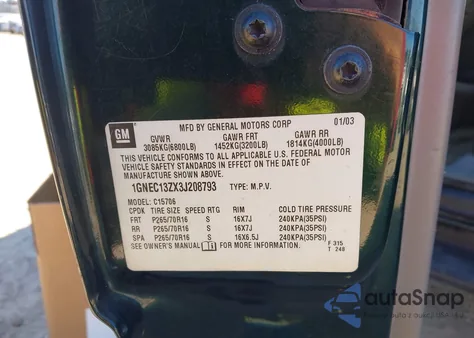 GM
MFD BY GENERAL MOTORS CORP 01/03
GVWR GAWR FRT GAWR RR
3085KG(6800LB) 1452KG(3200LB) 1814KG(4000LB)
THIS VEHICLE CONFORMS TO ALL APPLICABLE U.S. FEDERAL MOTOR
VEHICLE SAFETY STANDARDS IN EFFECT ON THE DATE OF
MANUFACTURE SHOWN ABOVE.
1GNEC13ZX3J208793 TYPE: M.P.V.
MODEL: C15706
CPDK TIRE SIZE SPEED RTG RIM COLD TIRE PRESSURE
FRT P265/70R16 S 16X7J 240KPA(35PSI)
RR P265/70R16 S 16X7J 240KPA(35PSI)
SPA P265/70R16 S 16X6.5J 240KPA(35PSI)
SEE OWNER'S MANUAL FOR MORE INFORMATION F 315
T 248
autoSnap